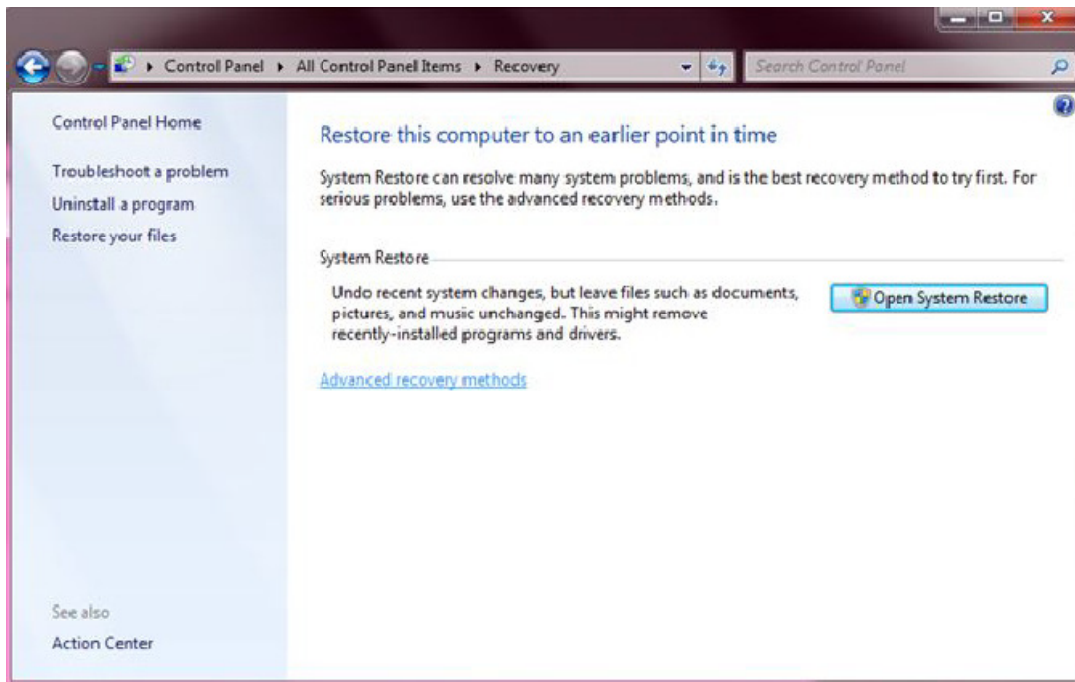 Control Panel All Control Panel Items Recovery
Search Control Panel
Control Panel Home
Troubleshoot a problem
Uninstall a program
Restore your files
See also
Action Center
Restore this computer to an earlier point in time
System Restore can resolve many system problems, and is the best recovery method to try first. For
serious problems, use the advanced recovery methods.
System Restore
Undo recent system changes, but leave files such as documents,
pictures, and music unchanged. This might remove
recently-installed programs and drivers.
Open System Restore
Advanced recovery methods